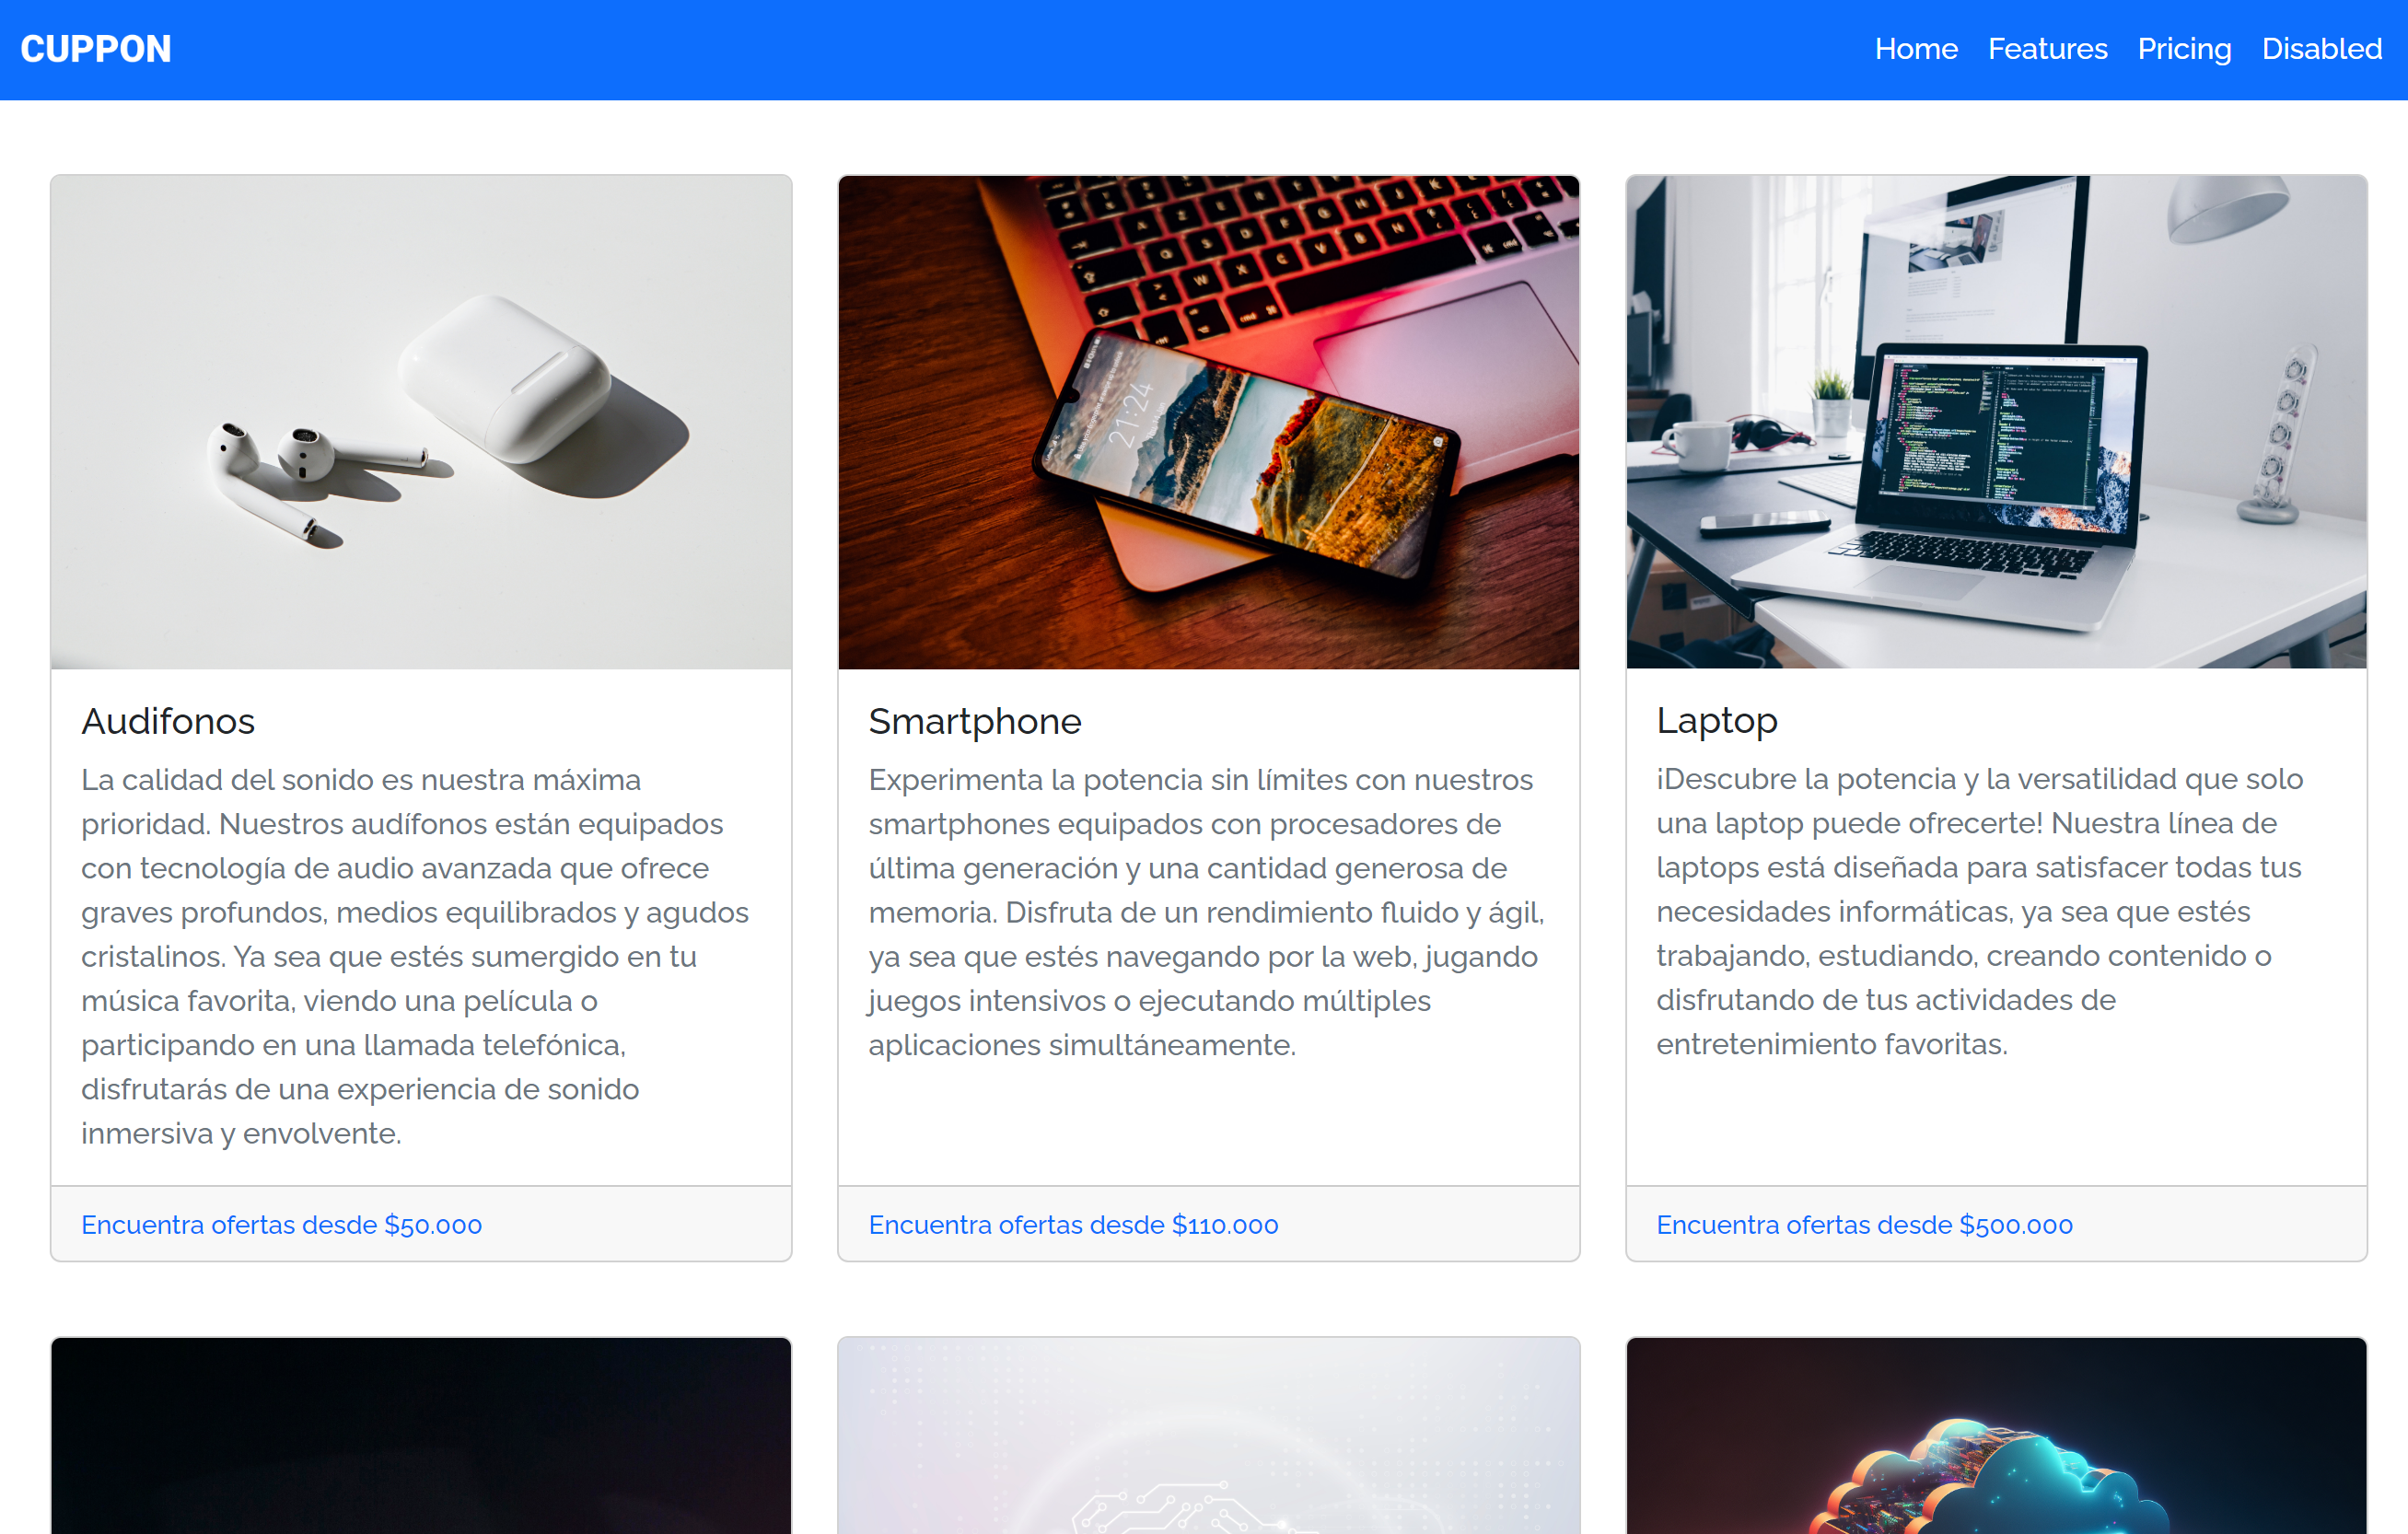 CUPPON
Home Features Pricing Disabled
21:24
Audifonos
La calidad del sonido es nuestra máxima
prioridad. Nuestros audífonos están equipados
con tecnología de audio avanzada que ofrece
graves profundos, medios equilibrados y agudos
cristalinos. Ya sea que estés sumergido en tu
música favorita, viendo una película o
participando en una llamada telefónica,
disfrutarás de una experiencia de sonido
inmersiva y envolvente.
Encuentra ofertas desde $50.000
Smartphone
Experimenta la potencia sin límites con nuestros
smartphones equipados con procesadores de
última generación y una cantidad generosa de
memoria. Disfruta de un rendimiento fluido y ágil,
ya sea que estés navegando por la web, jugando
juegos intensivos o ejecutando múltiples
aplicaciones simultáneamente.
Encuentra ofertas desde $110.000
Laptop
¡Descubre la potencia y la versatilidad que solo
una laptop puede ofrecerte! Nuestra línea de
laptops está diseñada para satisfacer todas tus
necesidades informáticas, ya sea que estés
trabajando, estudiando, creando contenido o
disfrutando de tus actividades de
entretenimiento favoritas.
Encuentra ofertas desde $500.000